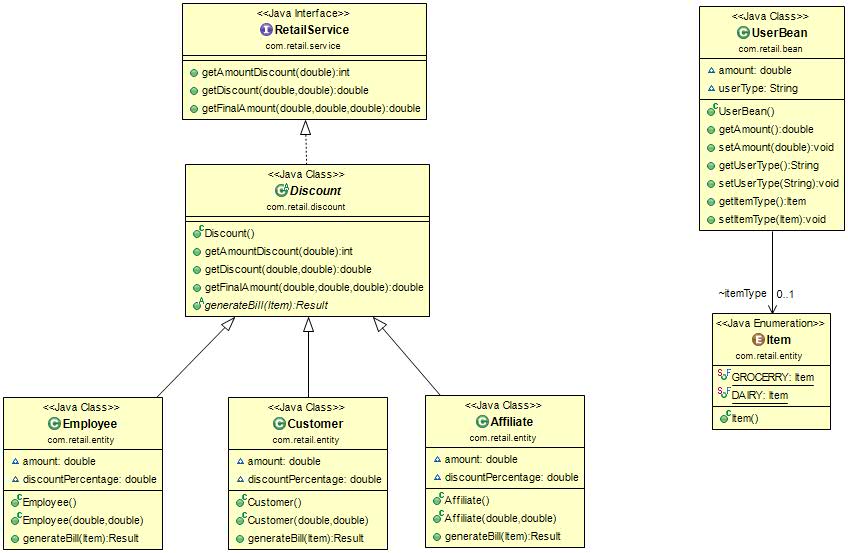 <<Java Interface>>
RetailService
com.retail.service
getAmountDiscount(double):int
getDiscount(double,double):double
getFinalAmount(double,double,double):double
<<Java Class>>
Discount
com.retail.discount
Discount()
getAmountDiscount(double):int
getDiscount(double,double):double
getFinalAmount(double,double,double):double
generateBill(Item):Result
<<Java Class>>
Employee
com.retail.entity
amount: double
discountPercentage: double
Employee()
Employee(double,double)
generateBill(Item):Result
<<Java Class>>
Customer
com.retail.entity
amount: double
discountPercentage: double
Customer()
Customer(double,double)
generateBill(Item):Result
<<Java Class>>
Affiliate
com.retail.entity
amount: double
discountPercentage: double
Affiliate()
Affiliate(double,double)
generateBill(Item):Result
<<Java Class>>
UserBean
com.retail.bean
amount: double
userType: String
UserBean()
getAmount():double
setAmount(double):void
getUserType():String
setUserType(String):void
getItemType():Item
setItemType(Item):void
~itemType 0..1
<<Java Enumeration>>
Item
com.retail.entity
GROCERRY: Item
DAIRY: Item
Item()